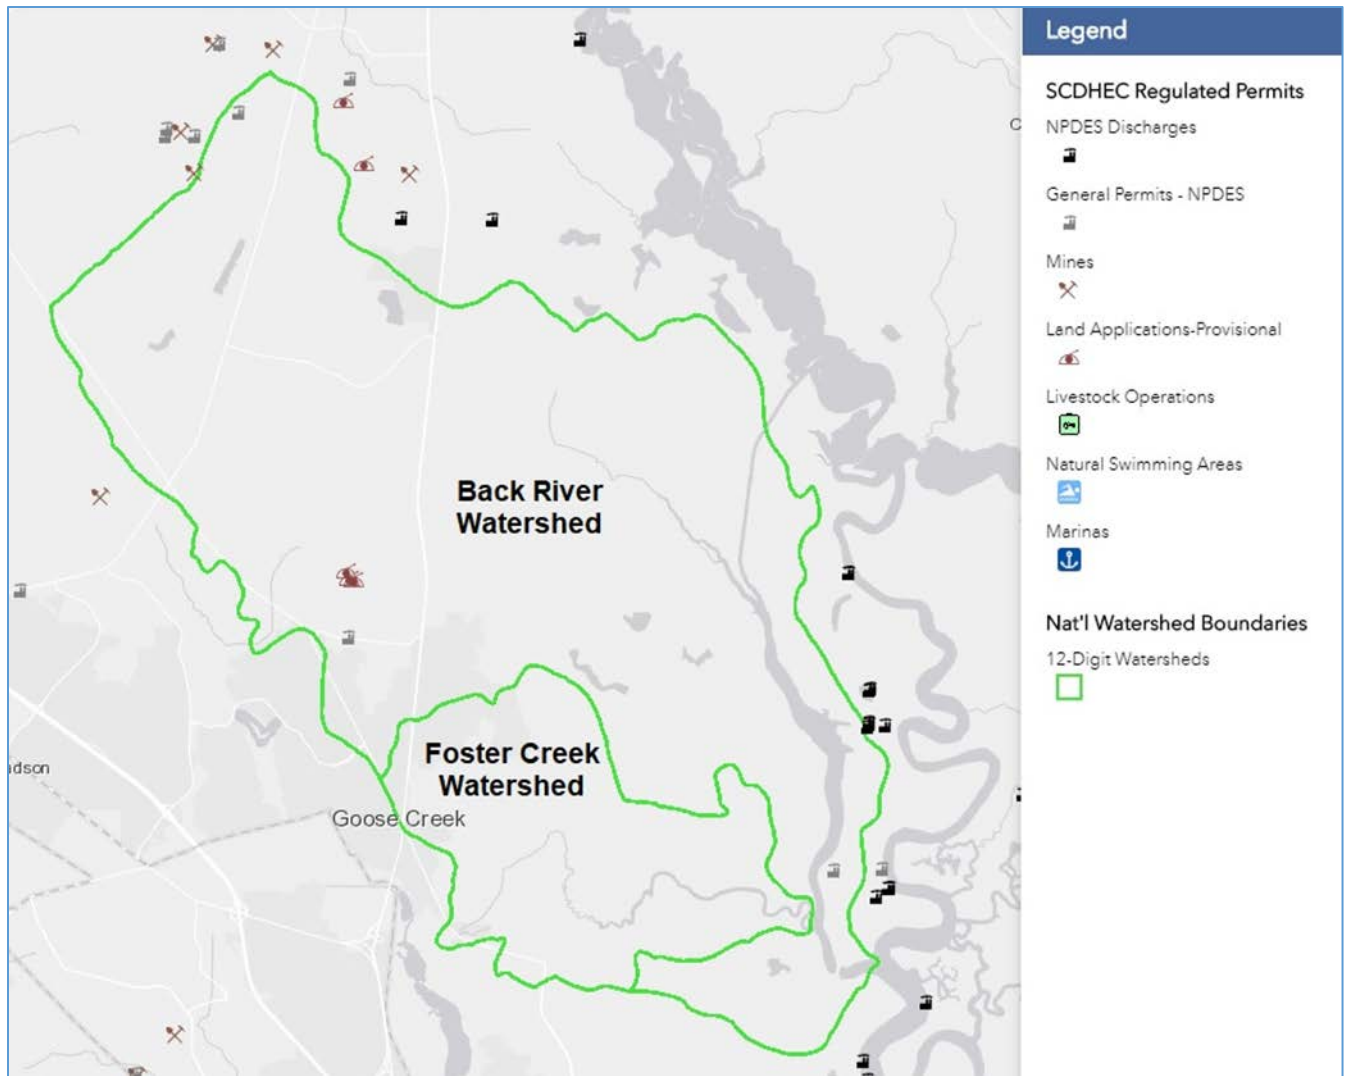 Legend
SCDHEC Regulated Permits
NPDES Discharges
General Permits - NPDES
Mines
Land Applications-Provisional
Livestock Operations
Natural Swimming Areas
Marinas
Nat'l Watershed Boundaries
12-Digit Watersheds
C
Back River
Watershed
Foster Creek
Watershed
idson
Goose Creek